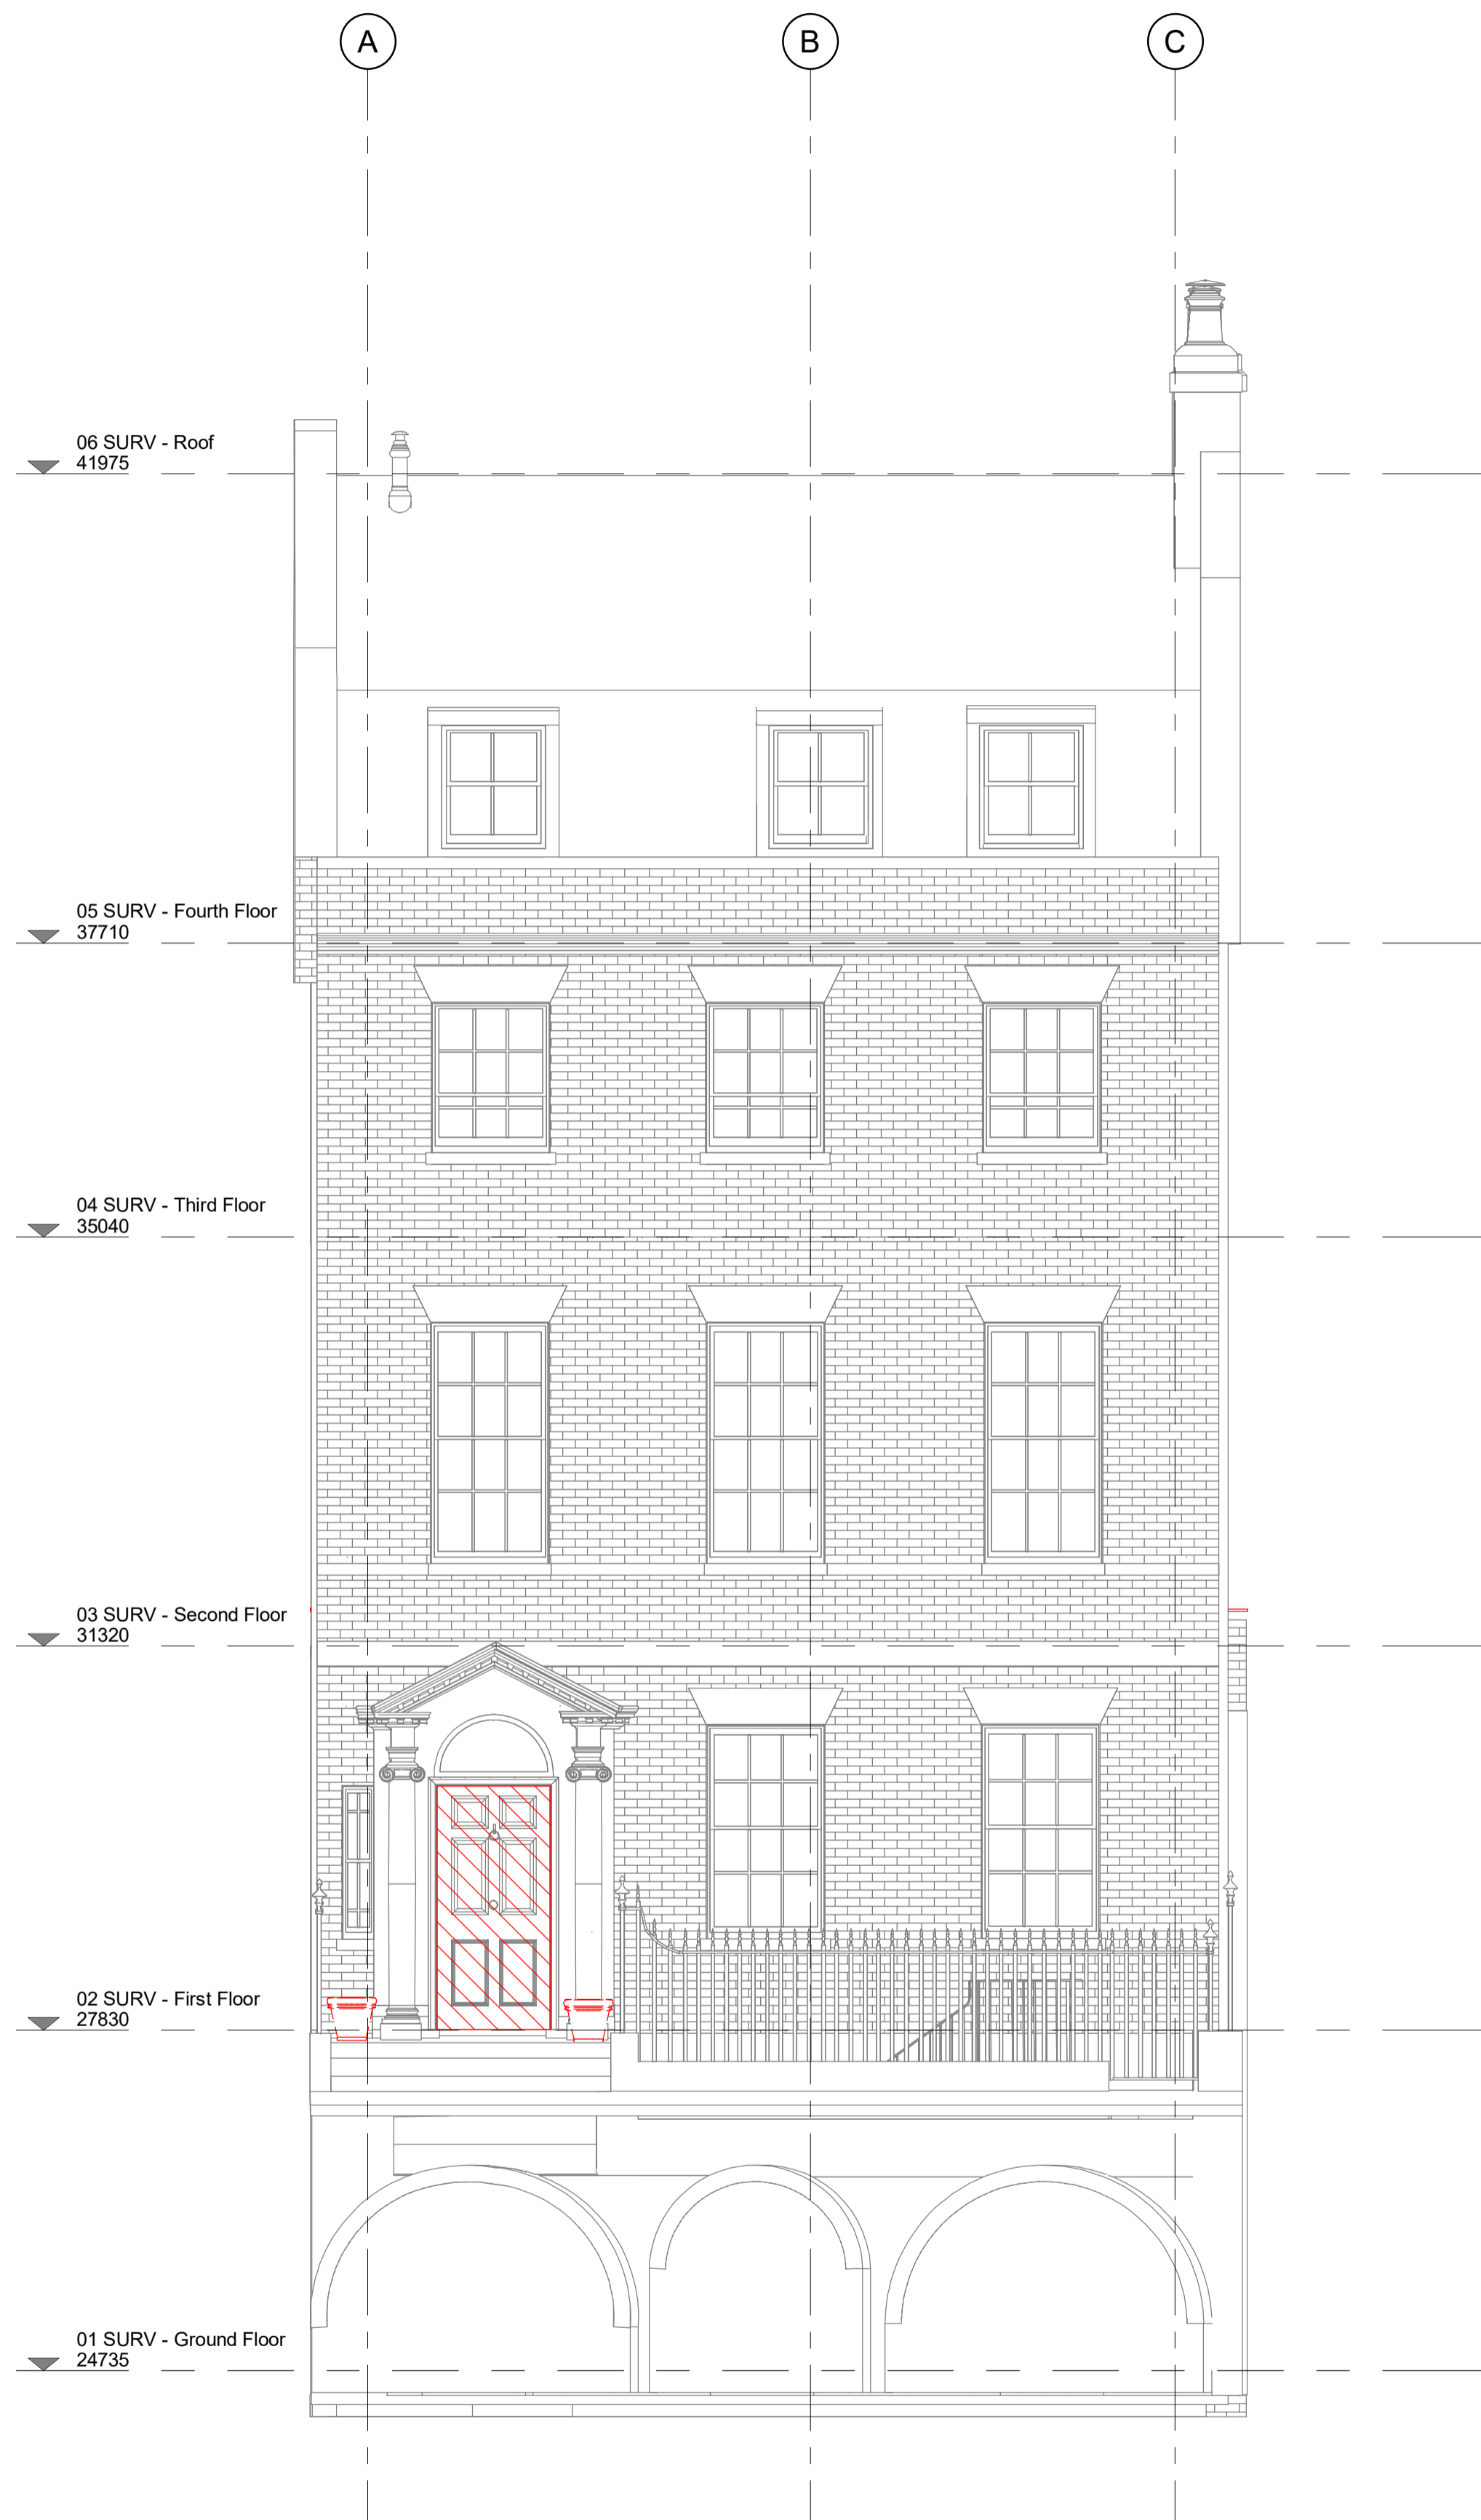 A B C
06 SURV - Roof
41975
05 SURV - Fourth Floor
37710
04 SURV - Third Floor
35040
03 SURV - Second Floor
31320
02 SURV - First Floor
27830
01 SURV - Ground Floor
24735